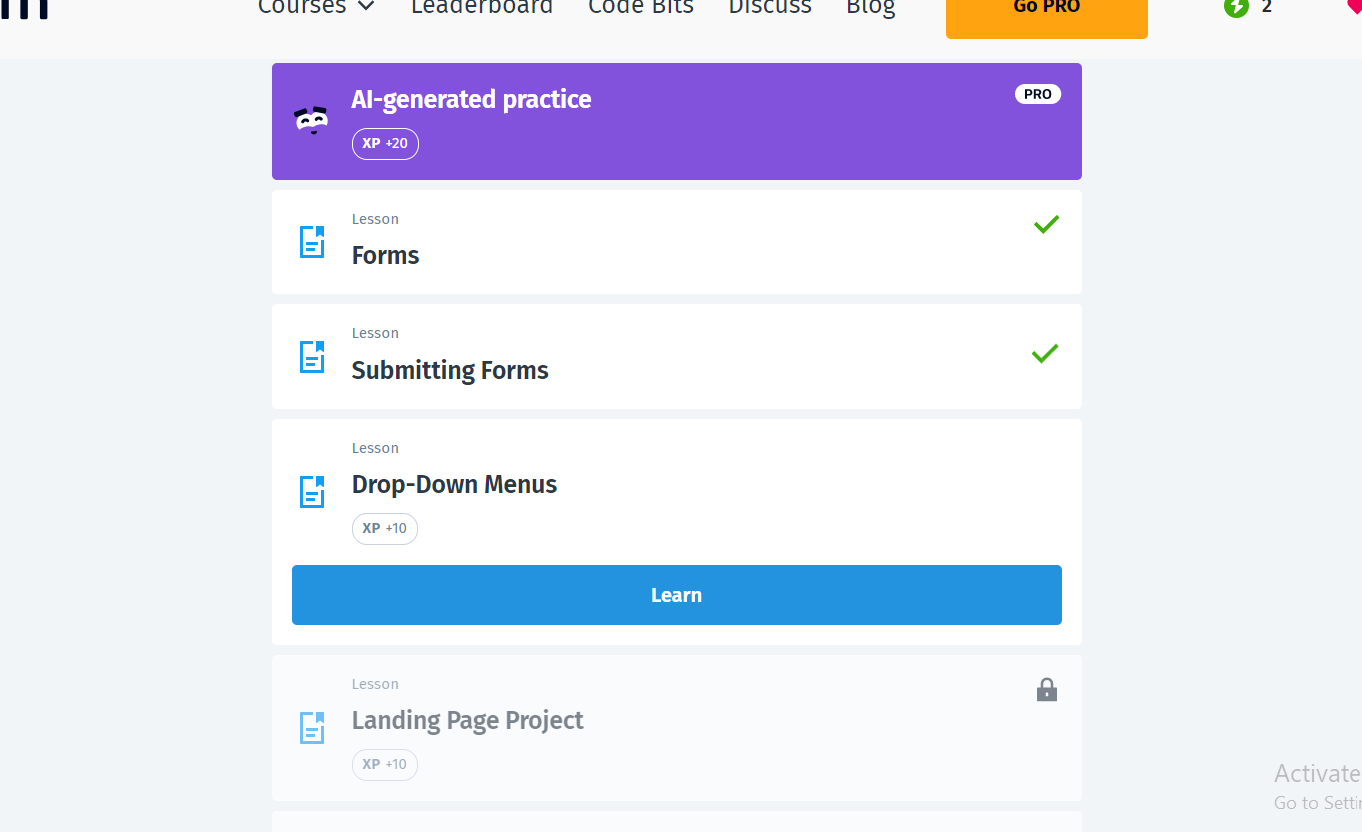 Courses Leaderboard Code Bits Discuss Blog Go PRO 2
AI-generated practice PRO
XP +20
Lesson
Forms
Lesson
Submitting Forms
Lesson
Drop-Down Menus
XP +10
Learn
Lesson
Landing Page Project
XP +10
Activate
Go to